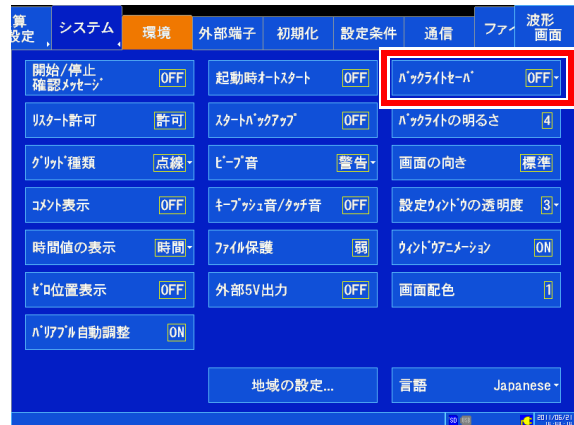 算
設定
システム
環境
外部端子
初期化
設定条件
通信
ファイ
波形
画面
開始/停止
確認ﾒｯｾｰｼﾞ
OFF
起動時ｵｰﾄｽﾀｰﾄ
OFF
ﾊﾞｯｸﾗｲﾄｾｰﾊﾞ
OFF
ﾘｽﾀｰﾄ許可
許可
ｽﾀｰﾄﾊﾞｯｸｱｯﾌﾟ
OFF
ﾊﾞｯｸﾗｲﾄの明るさ
4
ｸﾞﾘｯﾄﾞ種類
点線
ﾋﾞｰﾌﾟ音
警告
画面の向き
標準
ｺﾒﾝﾄ表示
OFF
ｷｰﾌﾟｯｼｭ音/ﾀｯﾁ音
OFF
設定ｳｨﾝﾄﾞｳの透明度
3
時間値の表示
時間
ﾌｧｲﾙ保護
弱
ｳｨﾝﾄﾞｳｱﾆﾒｰｼｮﾝ
ON
ｾﾞﾛ位置表示
OFF
外部5V出力
OFF
画面配色
1
ﾊﾞﾘｱﾌﾞﾙ自動調整
ON
地域の設定...
言語
Japanese
SD
2011/06/21